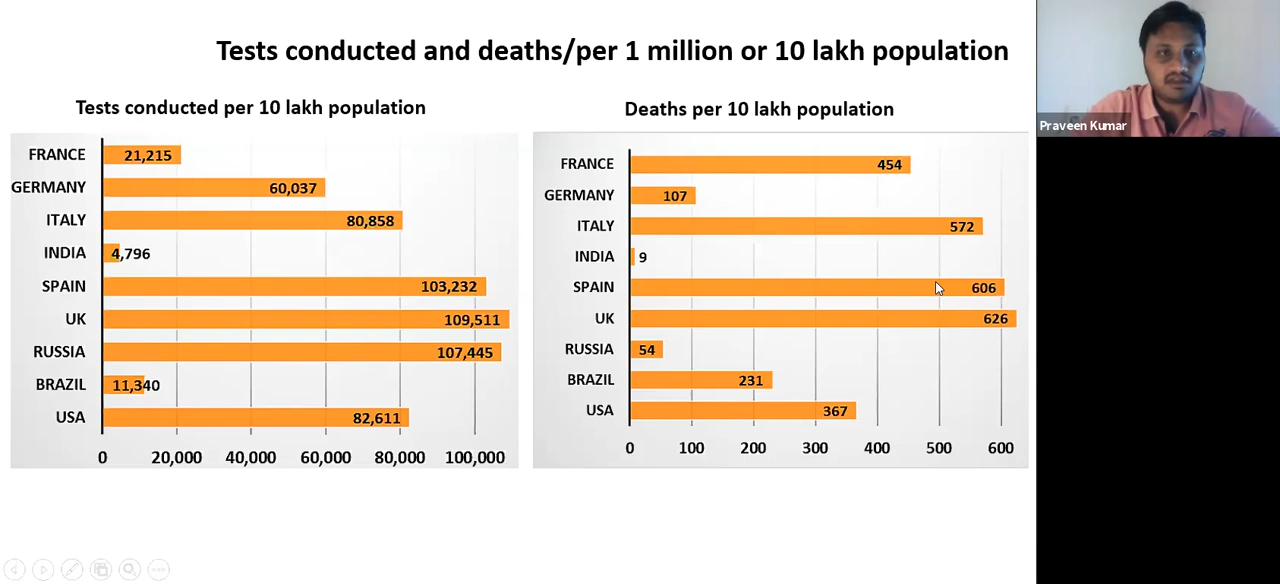 Tests conducted and deaths/per 1 million or 10 lakh population
Praveen Kumar
Tests conducted per 10 lakh population
FRANCE 21,215
GERMANY 60,037
ITALY 80,858
INDIA 4,796
SPAIN 103,232
UK 109,511
RUSSIA 107,445
BRAZIL 11,340
USA 82,611
0 20,000 40,000 60,000 80,000 100,000
Deaths per 10 lakh population
FRANCE 454
GERMANY 107
ITALY 572
INDIA 9
SPAIN 606
UK 626
RUSSIA 54
BRAZIL 231
USA 367
0 100 200 300 400 500 600